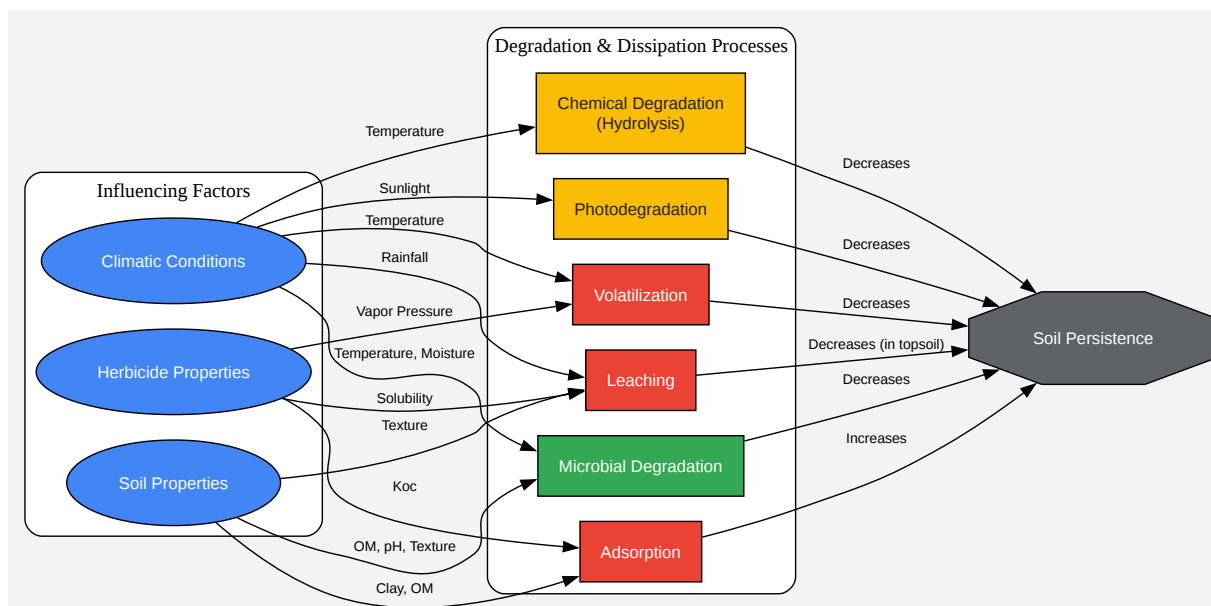 Degradation & Dissipation Processes
Chemical Degradation
(Hydrolysis)
Temperature
Decreases
Influencing Factors
Sunlight
Photodegradation
Temperature
Decreases
Climatic Conditions
Rainfall
Volatilization
Decreases
Vapor Pressure
Soil Persistence
Temperature, Moisture
Decreases (in topsoil)
Herbicide Properties
Leaching
Decreases
Solubility
Texture
Increases
Microbial Degradation
Soil Properties
Koc
OM, pH, Texture
Adsorption
Clay, OM